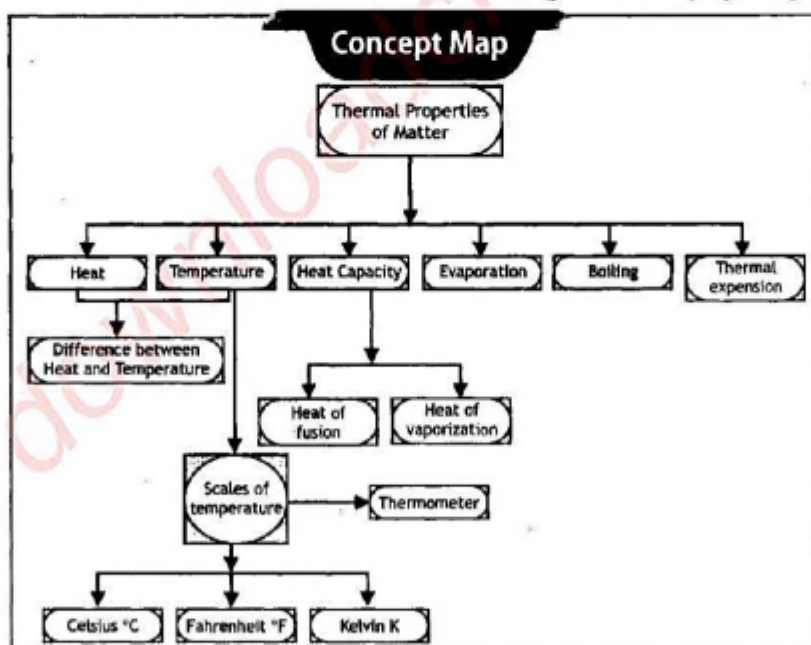 Concept Map
Thermal Properties
of Matter
Heat
Temperature
Heat Capacity
Evaporation
Boiling
Thermal
expension
Difference between
Heat and Temperature
Heat of
fusion
Heat of
vaporization
Scales of
temperature
Thermometer
Celsius °C
Fahrenheit °F
Kelvin K